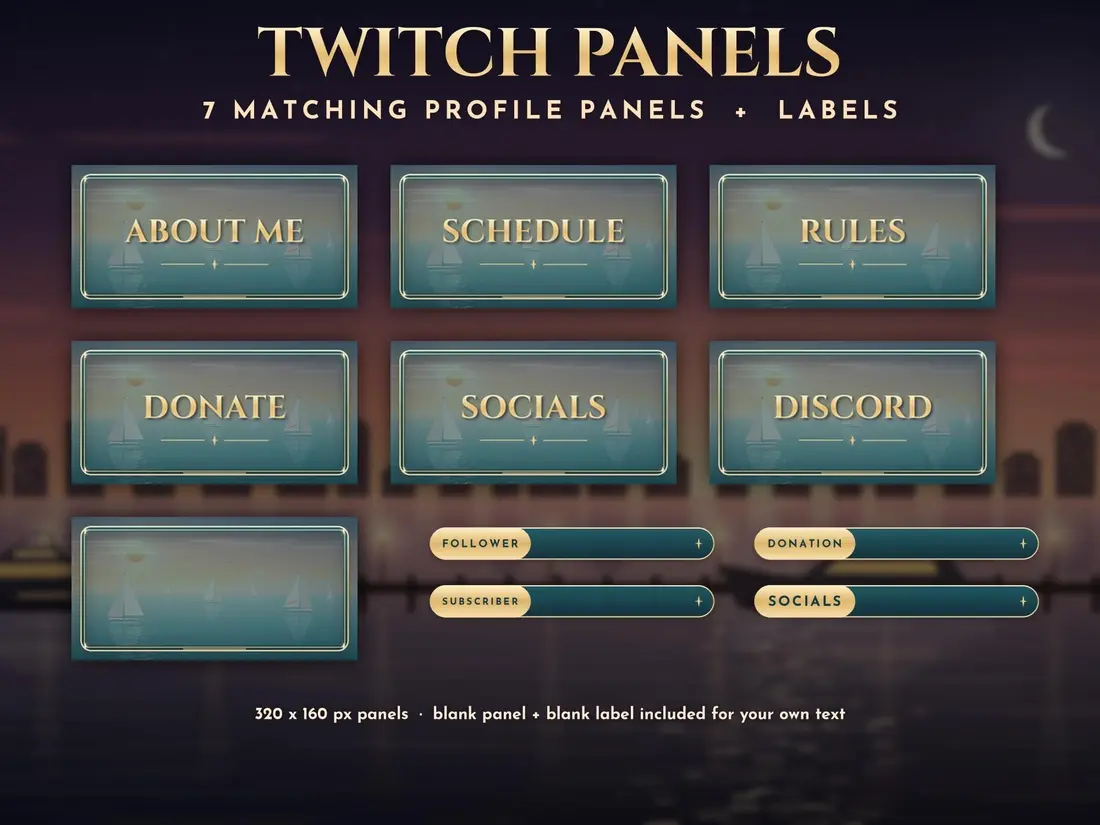 TWITCH PANELS
7 MATCHING PROFILE PANELS + LABELS
ABOUT ME
SCHEDULE
RULES
DONATE
SOCIALS
DISCORD
FOLLOWER
DONATION
SUBSCRIBER
SOCIALS
320 x 160 px panels · blank panel + blank label included for your own text